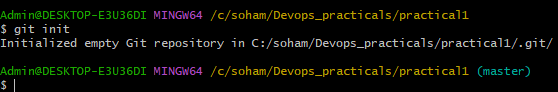 Admin@DESKTOP-E3U36DI MINGW64 /c/soham/Devops_practicals/practical1
$ git init
Initialized empty Git repository in C:/soham/Devops_practicals/practical1/.git/
Admin@DESKTOP-E3U36DI MINGW64 /c/soham/Devops_practicals/practical1 (master)
$